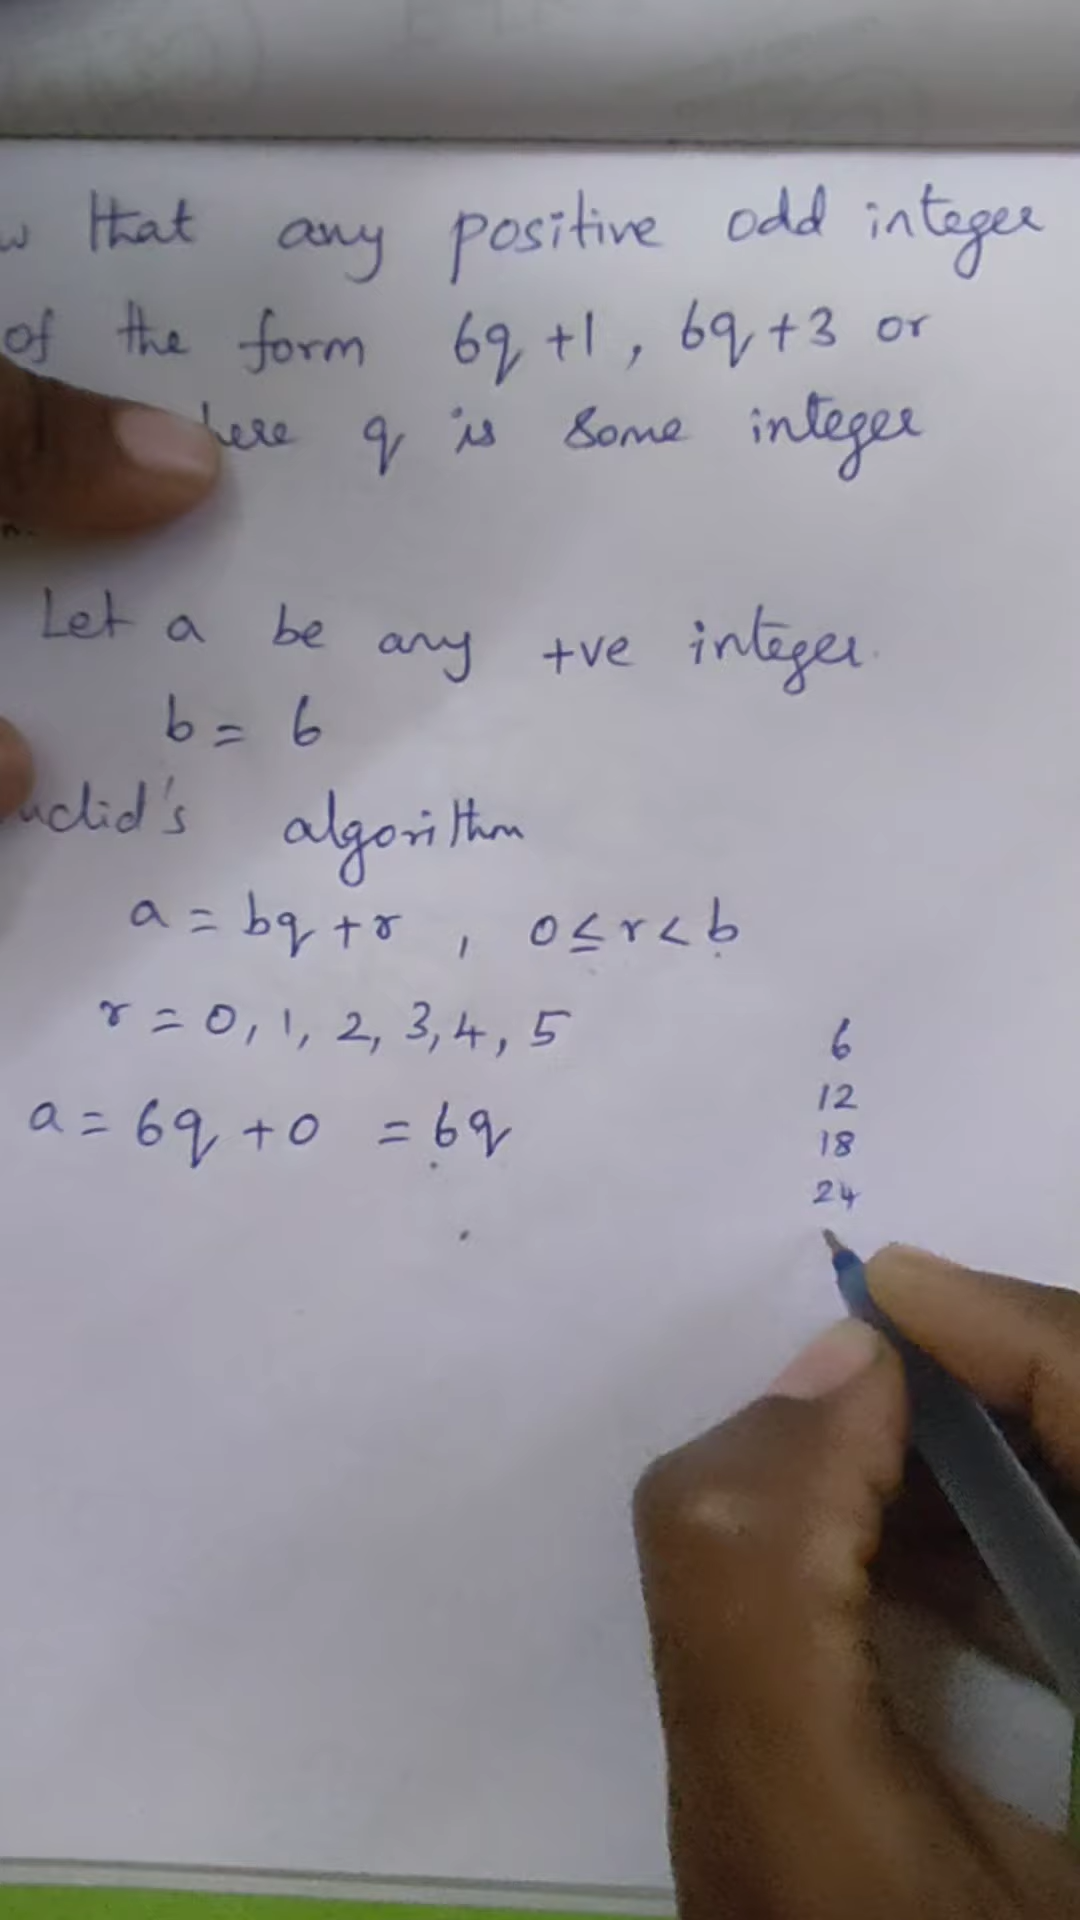 that any positive odd integer
of the form 6q +1, 6q +3 or
q is some integer
Let a be any +ve integer.
b = 6
algorithm
a = bq + r , 0 ≤ r < b
r = 0, 1, 2, 3, 4, 5
a = 6q + 0 = 6q
6
12
18
24